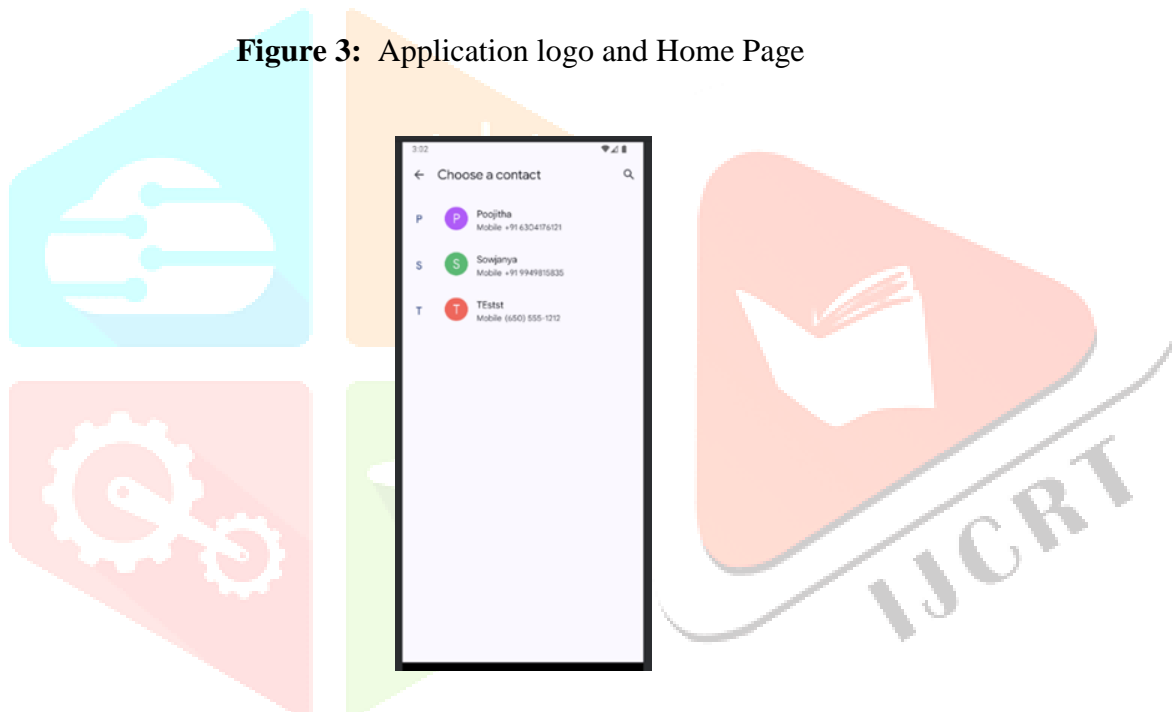 Figure 3: Application logo and Home Page
3:02
Choose a contact
P
P
Poojitha
Mobile +91 6304176121
S
S
Sowjanya
Mobile +91 9949815835
T
T
TEstst
Mobile (650) 555-1212
IJCRT